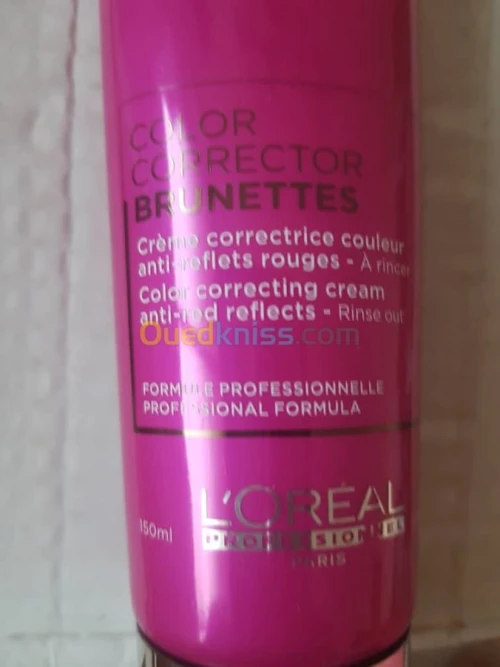 COLOR
CORRECTOR
BRUNETTES
Crème correctrice couleur
anti-reflets rouges - À rincer
Color correcting cream
anti-red reflects - Rinse out
Ouedkniss.com
FORMULE PROFESSIONNELLE
PROFESSIONAL FORMULA
150ml
L'ORÉAL
PROFESSIONNEL
PARIS